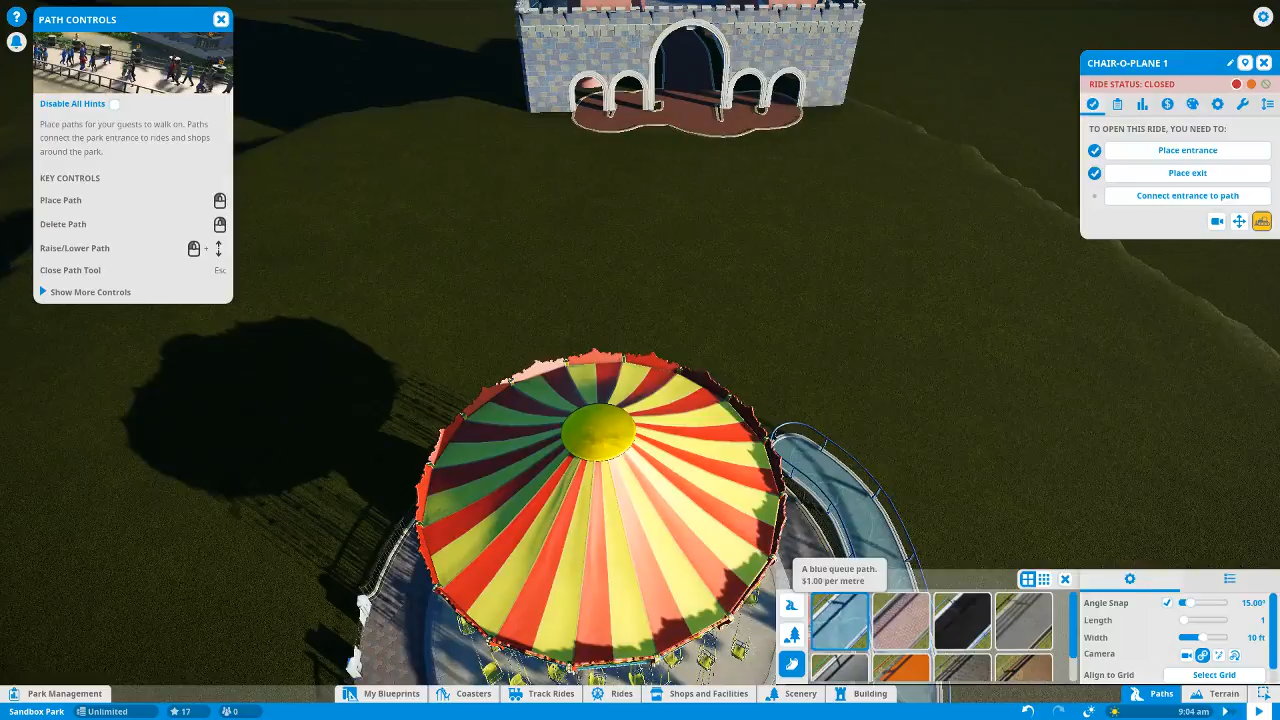 PATH CONTROLS
Disable All Hints
Place paths for your guests to walk on. Paths
connect the park entrance to rides and shops
around the park.
KEY CONTROLS
Place Path
Delete Path
Raise/Lower Path
+
Close Path Tool
Esc
Show More Controls
CHAIR-O-PLANE 1
RIDE STATUS: CLOSED
TO OPEN THIS RIDE, YOU NEED TO:
Place entrance
Place exit
Connect entrance to path
A blue queue path.
$1.00 per metre
Angle Snap
15.00°
Length
1
Width
10 ft
Camera
Align to Grid
Select Grid
Park Management
My Blueprints
Coasters
Track Rides
Rides
Shops and Facilities
Scenery
Building
Paths
Terrain
Sandbox Park
Unlimited
17
0
9:04 am